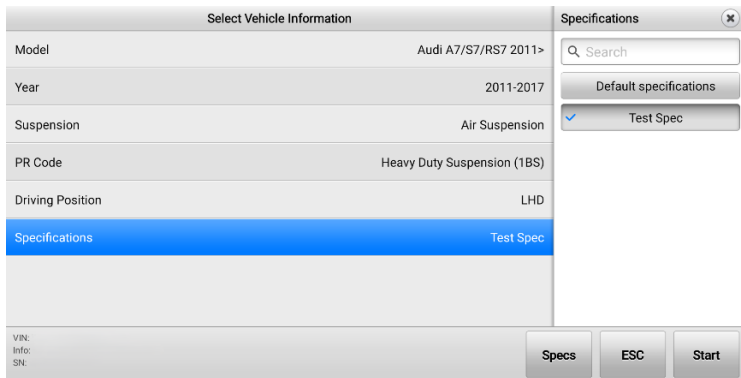 Select Vehicle Information
Model Audi A7/S7/RS7 2011>
Year 2011-2017
Suspension Air Suspension
PR Code Heavy Duty Suspension (1BS)
Driving Position LHD
Specifications Test Spec
Specifications
Search
Default specifications
Test Spec
VIN:
Info:
SN:
Specs ESC Start